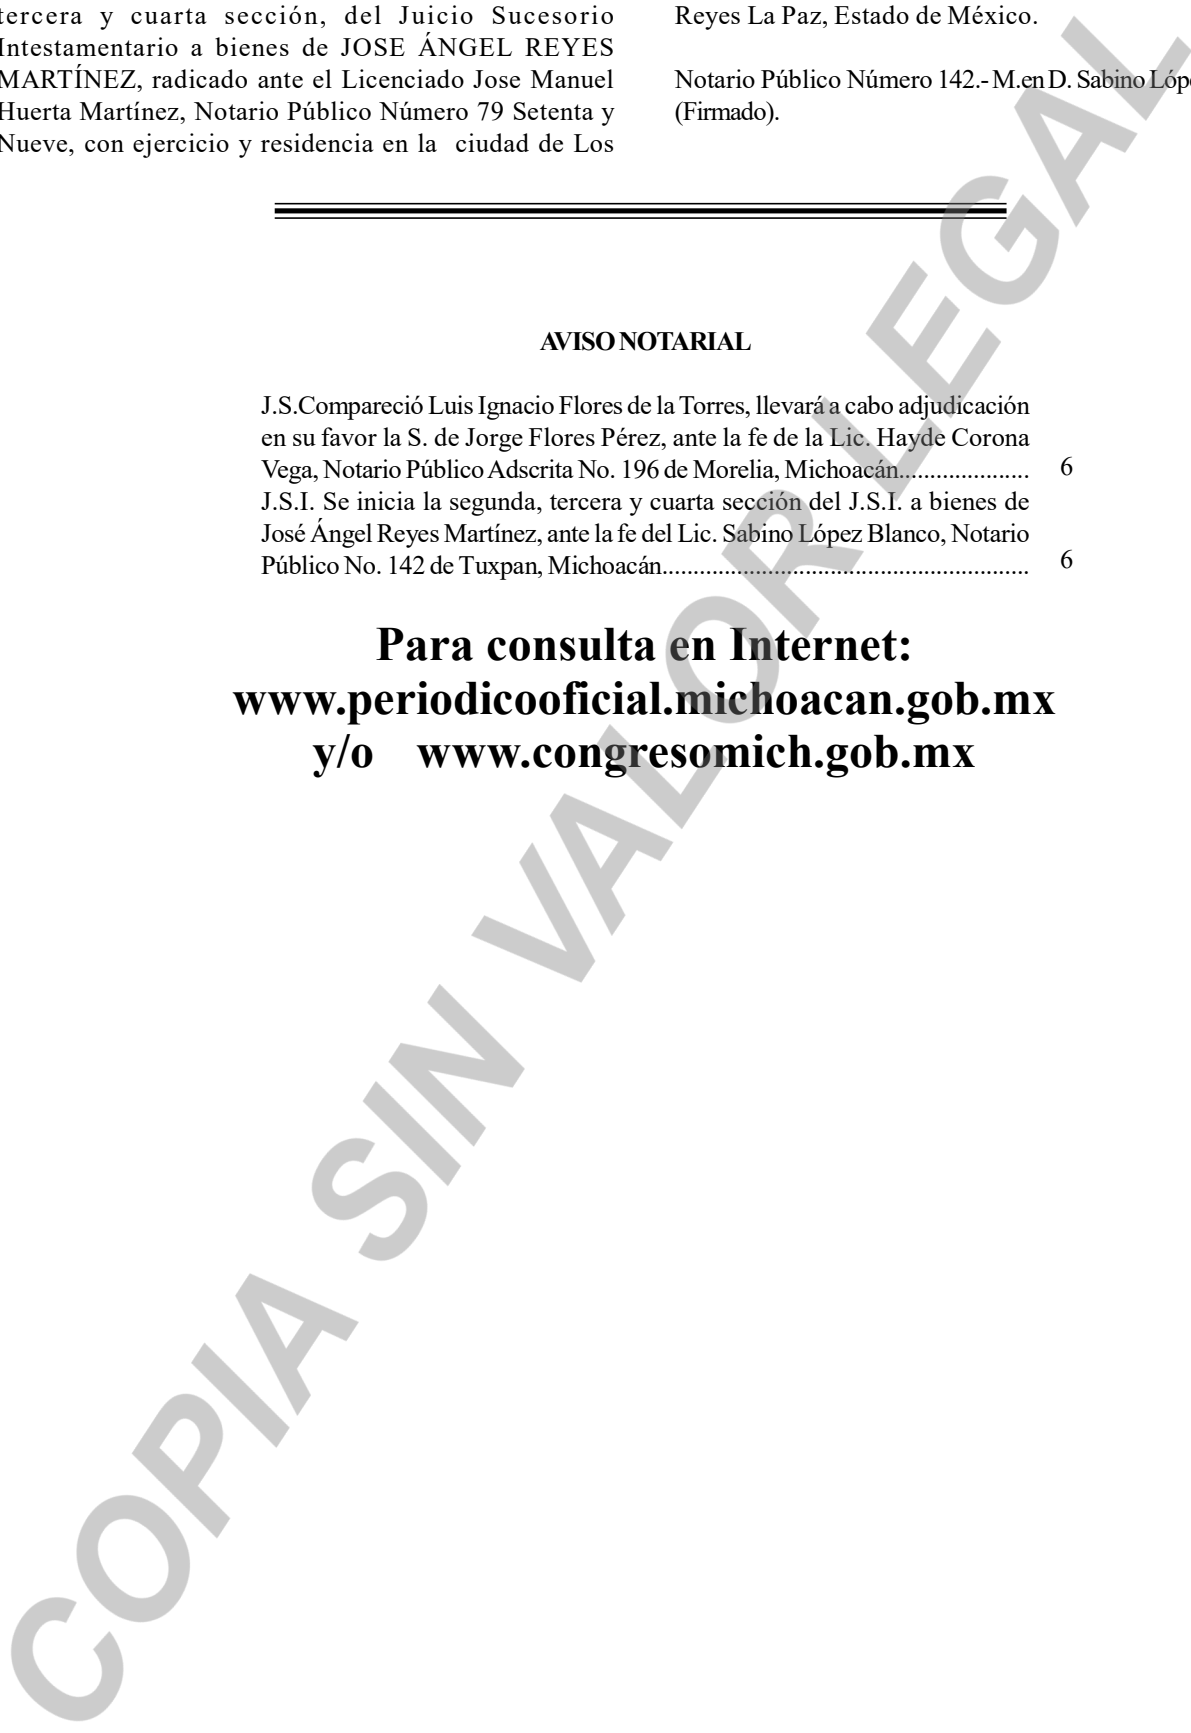 tercera y cuarta sección, del Juicio Sucesorio
Intestamentario a bienes de JOSE ÁNGEL REYES
MARTÍNEZ, radicado ante el Licenciado Jose Manuel
Huerta Martínez, Notario Público Número 79 Setenta y
Nueve, con ejercicio y residencia en la ciudad de Los
Reyes La Paz, Estado de México.
Notario Público Número 142.- M.en D. Sabino Lópe
(Firmado).
AVISO NOTARIAL
J.S.Compareció Luis Ignacio Flores de la Torres, llevará a cabo adjudicación
en su favor la S. de Jorge Flores Pérez, ante la fe de la Lic. Hayde Corona
Vega, Notario Público Adscrita No. 196 de Morelia, Michoacán..................... 6
J.S.I. Se inicia la segunda, tercera y cuarta sección del J.S.I. a bienes de
José Ángel Reyes Martínez, ante la fe del Lic. Sabino López Blanco, Notario
Público No. 142 de Tuxpan, Michoacán........................................................... 6
Para consulta en Internet:
www.periodicooficial.michoacan.gob.mx
y/o www.congresomich.gob.mx
COPIA SIN VALOR LEGAL